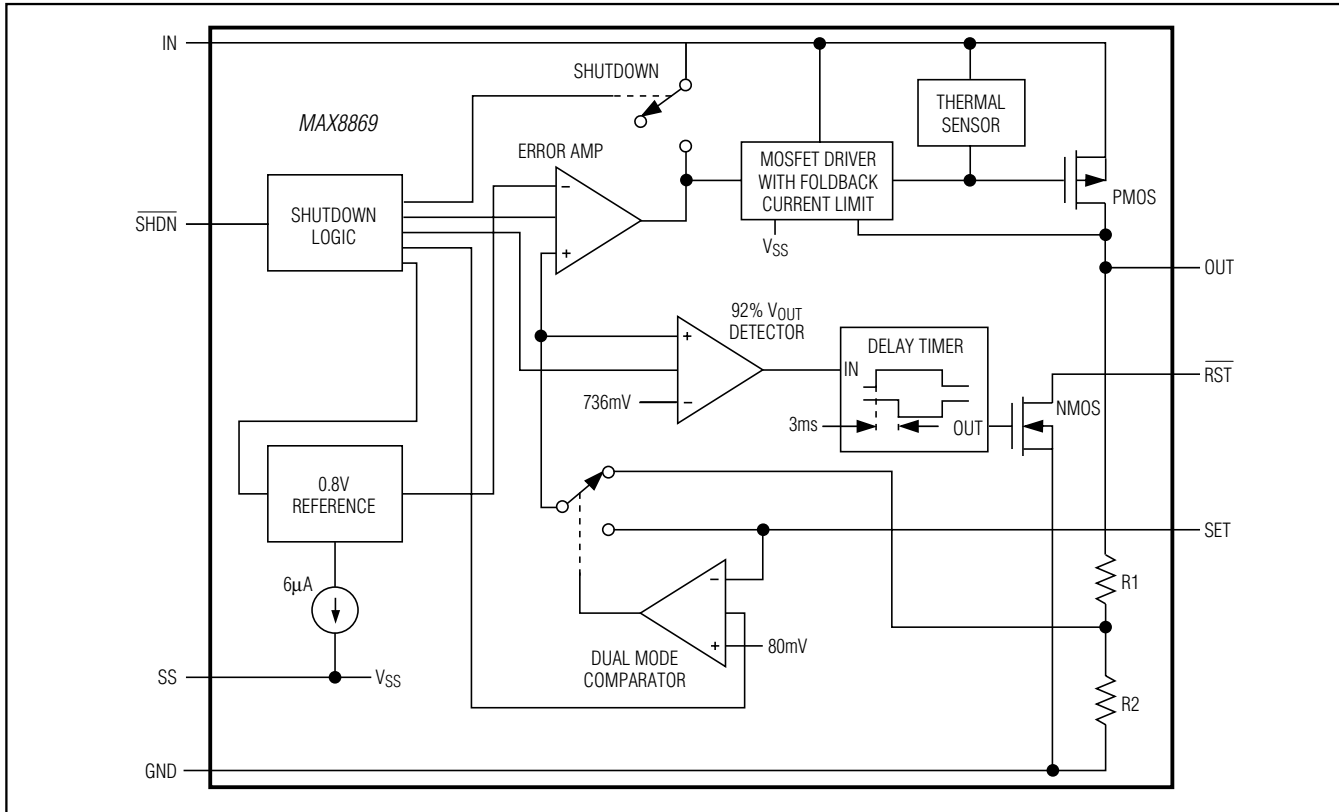 IN
SHUTDOWN
MAX8869
THERMAL
SENSOR
ERROR AMP
MOSFET DRIVER
WITH FOLDBACK
CURRENT LIMIT
−
+
PMOS
SHDN
SHUTDOWN
LOGIC
VSS
OUT
92% VOUT
DETECTOR
DELAY TIMER
+
IN
RST
736mV
−
3ms
OUT
NMOS
0.8V
REFERENCE
SET
6µA
−
R1
+
80mV
DUAL MODE
COMPARATOR
SS
VSS
R2
GND